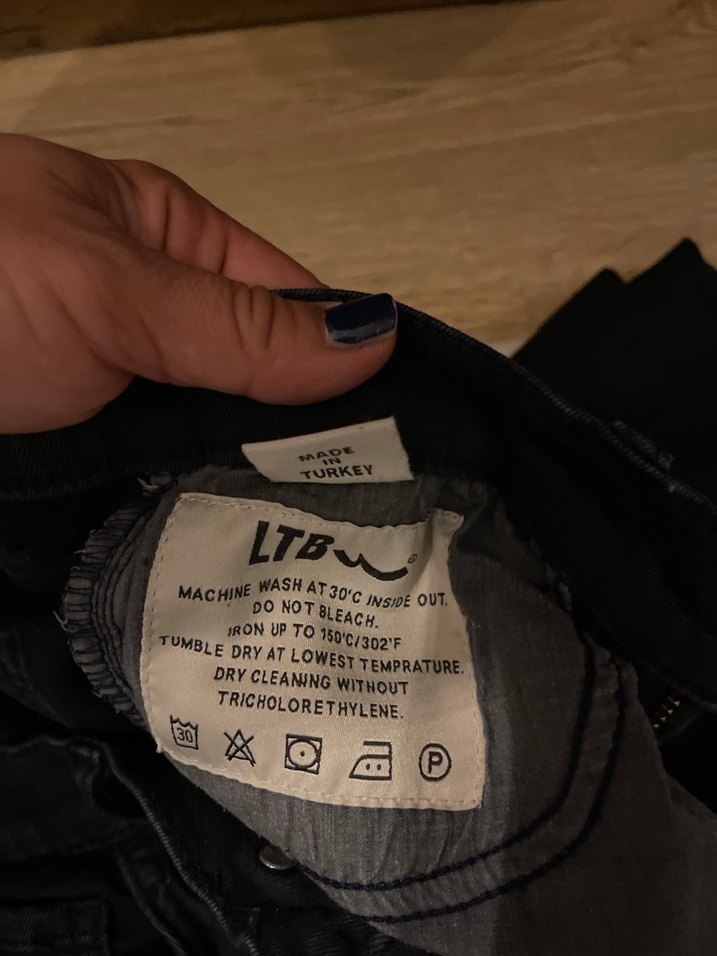 MADE
IN
TURKEY
LTB®
MACHINE WASH AT 30°C INSIDE OUT.
DO NOT BLEACH.
IRON UP TO 150°C/302°F
TUMBLE DRY AT LOWEST TEMPRATURE.
DRY CLEANING WITHOUT
TRICHOLORETHYLENE.
30 P